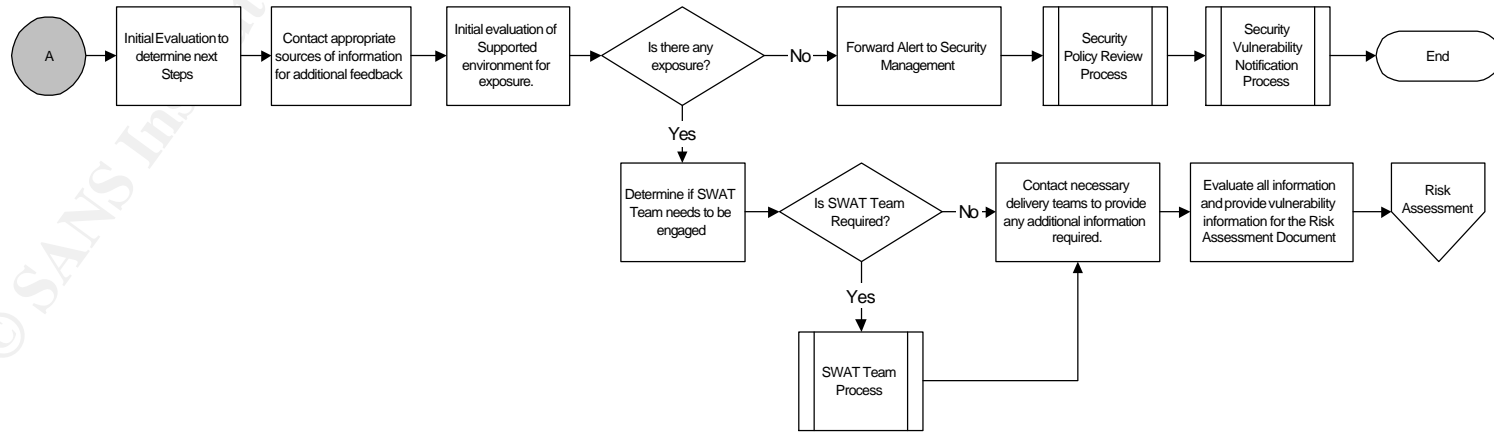 A
Initial Evaluation to
determine next
Steps
Contact appropriate
sources of information
for additional feedback
Initial evaluation of
Supported
environment for
exposure.
Is there any
exposure?
No
Forward Alert to Security
Management
Security
Policy Review
Process
Security
Vulnerability
Notification
Process
End
Yes
Determine if SWAT
Team needs to be
engaged
Is SWAT Team
Required?
No
Contact necessary
delivery teams to provide
any additional information
required.
Evaluate all information
and provide vulnerability
information for the Risk
Assessment Document
Risk
Assessment
Yes
SWAT Team
Process
© SANS